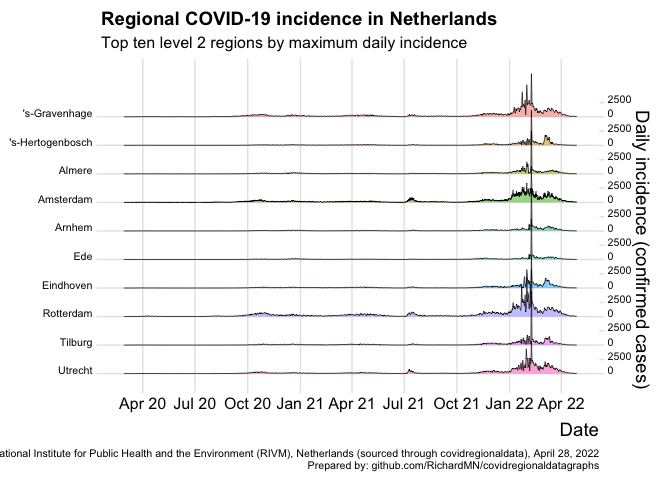 Regional COVID-19 incidence in Netherlands
Top ten level 2 regions by maximum daily incidence
's-Gravenhage
2500
0
's-Hertogenbosch
2500
0
Almere
2500
0
Amsterdam
2500
0
Arnhem
2500
0
Ede
2500
0
Eindhoven
2500
0
Rotterdam
2500
0
Tilburg
2500
0
Utrecht
2500
0
Daily incidence (confirmed cases)
Apr 20 Jul 20 Oct 20 Jan 21 Apr 21 Jul 21 Oct 21 Jan 22 Apr 22
Date
ational Institute for Public Health and the Environment (RIVM), Netherlands (sourced through covidregionaldata), April 28, 2022
Prepared by: github.com/RichardMN/covidregionaldatagraphs